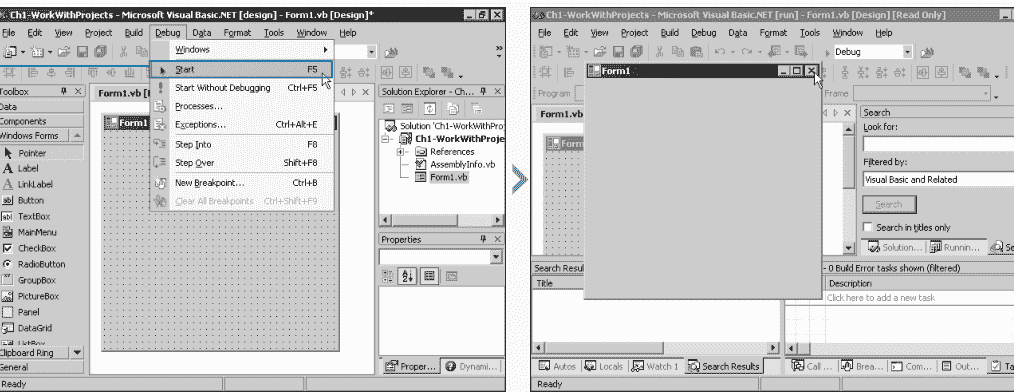 Ch1-WorkWithProjects - Microsoft Visual Basic.NET [design] - Form1.vb [Design]*
File Edit View Project Build Debug Data Format Tools Window Help
Windows
Start F5
Start Without Debugging Ctrl+F5
Processes...
Exceptions... Ctrl+Alt+E
Step Into F8
Step Over Shift+F8
New Breakpoint... Ctrl+B
Clear All Breakpoints Ctrl+Shift+F9
Toolbox
Data
Components
Windows Forms
Pointer
Label
LinkLabel
Button
TextBox
MainMenu
CheckBox
RadioButton
GroupBox
PictureBox
Panel
DataGrid
ListBox
Clipboard Ring
General
Form1.vb [
Form1
Solution Explorer - Ch...
Solution 'Ch1-WorkWithProje
Ch1-WorkWithProje
References
AssemblyInfo.vb
Form1.vb
Properties
Proper... Dynami...
Ready
Ch1-WorkWithProjects - Microsoft Visual Basic.NET [run] - Form1.vb [Design] [Read Only]
File Edit View Project Build Debug Data Format Tools Window Help
Debug
Program
Frame
Form1.vb
Form
Form1
Search
Look for:
Filtered by:
Visual Basic and Related
Search
Search in titles only
Solution... Runnin... Se
Search Resul
Title
- 0 Build Error tasks shown (filtered)
Description
Click here to add a new task
Autos Locals Watch 1 Search Results Call ... Brea... Com... Out... Ta
Ready